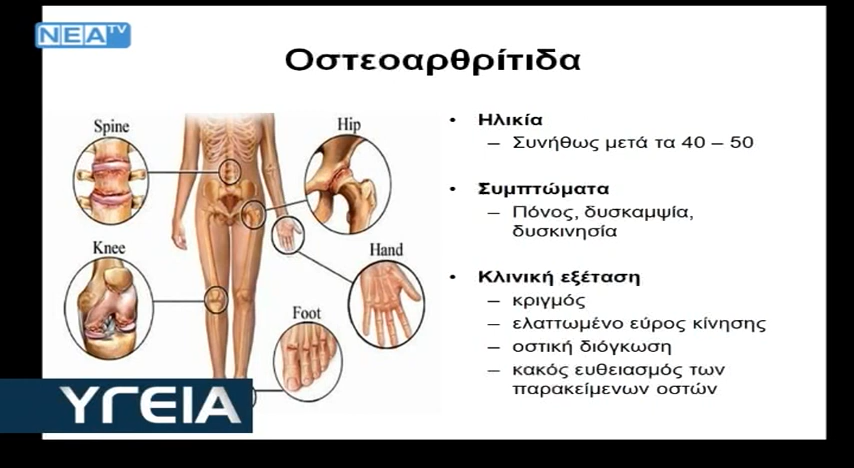 NEA TV
Οστεοαρθρίτιδα
Spine
Hip
Knee
Hand
Foot
• Ηλικία
– Συνήθως μετά τα 40 – 50
• Συμπτώματα
– Πόνος, δυσκαμψία,
δυσκινησία
• Κλινική εξέταση
– κριγμός
– ελαττωμένο εύρος κίνησης
– οστική διόγκωση
– κακός ευθειασμός των
παρακείμενων οστών
ΥΓΕΙΑ